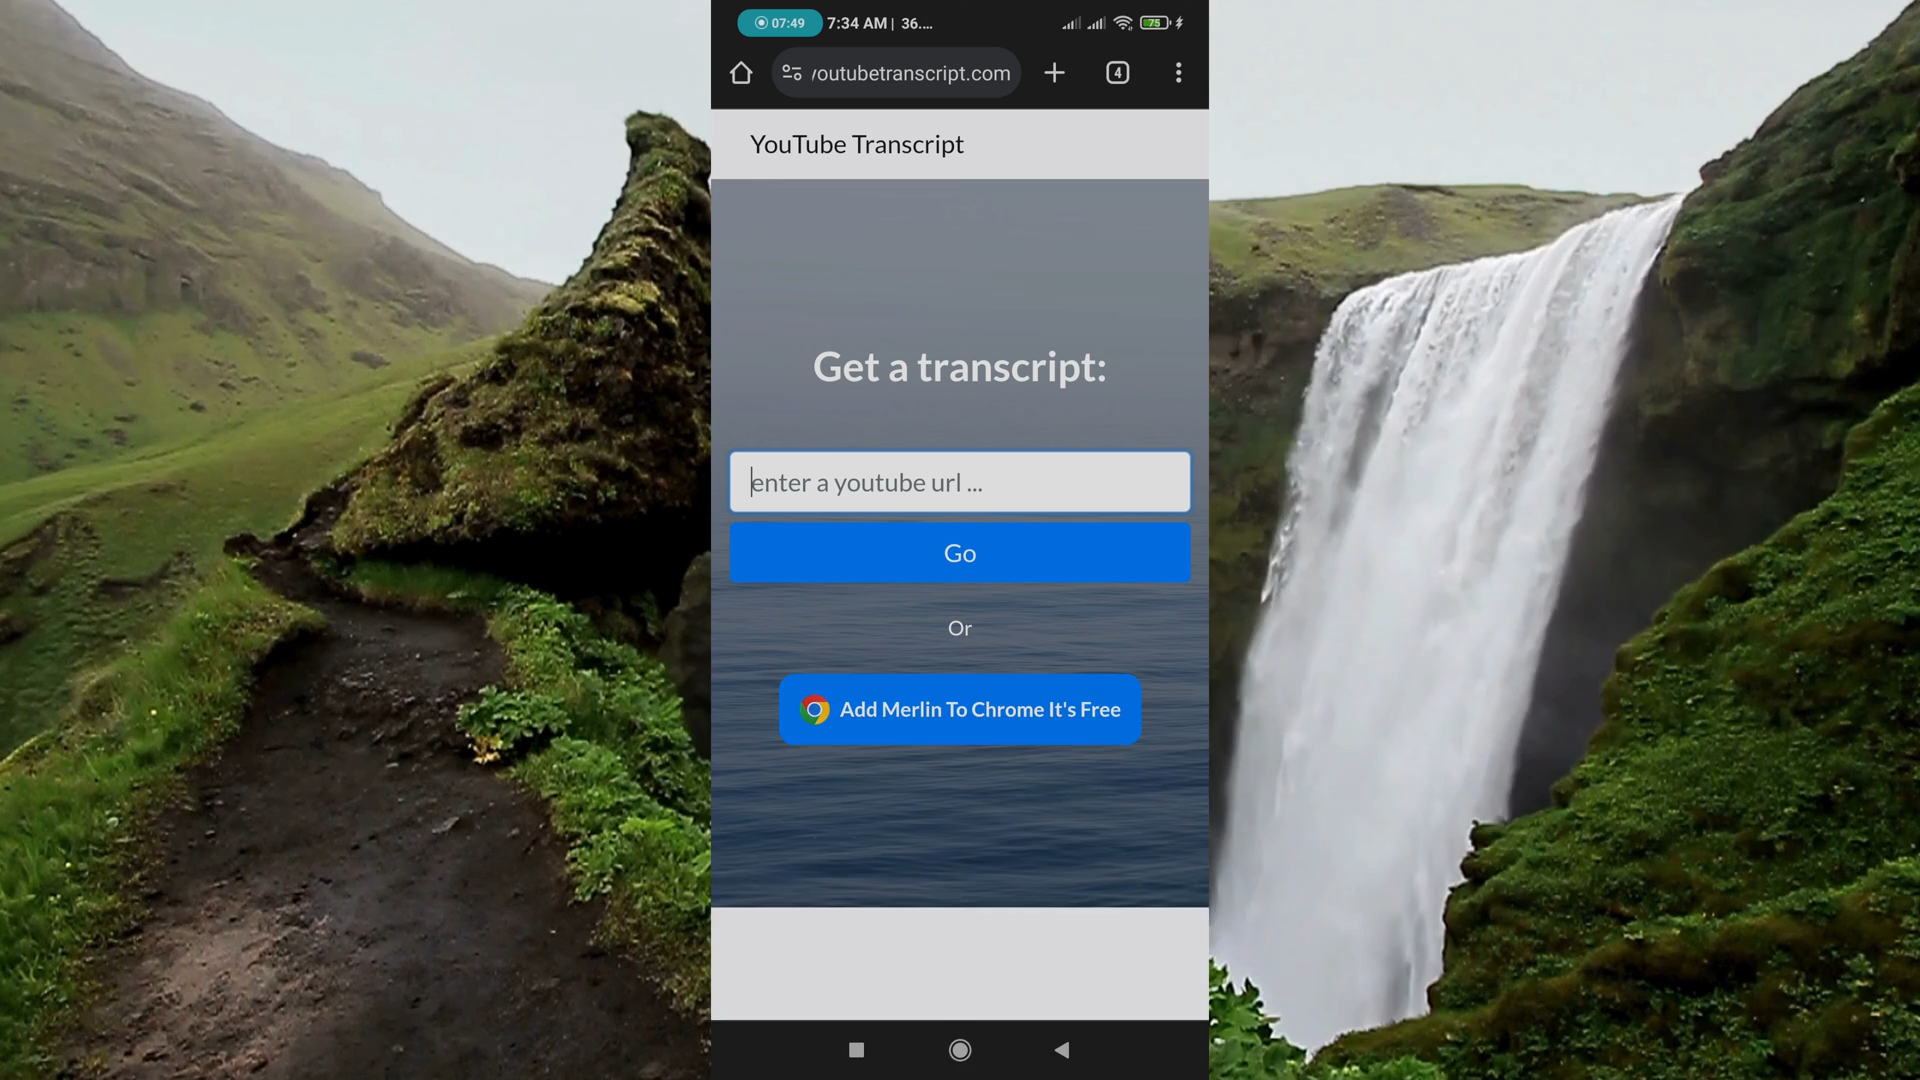 07:49 7:34 AM | 36....
75
youtubetranscript.com
4
YouTube Transcript
Get a transcript:
enter a youtube url ...
Go
Or
Add Merlin To Chrome It's Free